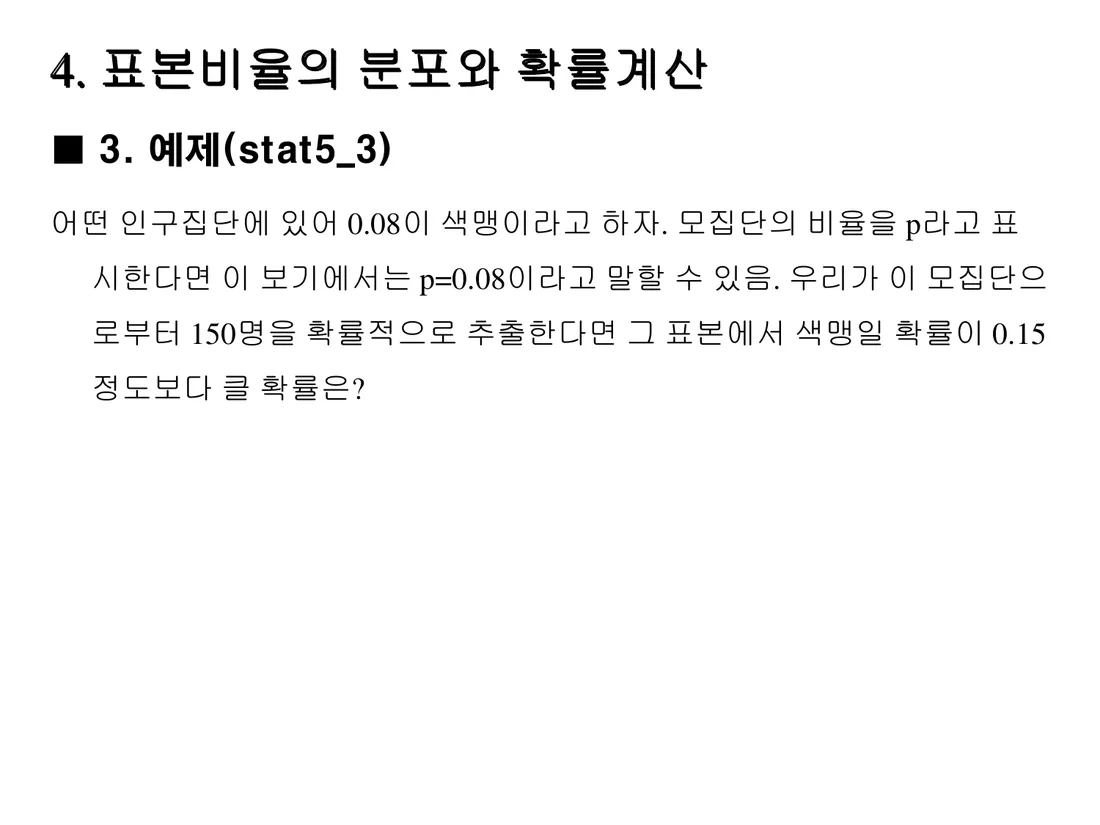 4. 표본비율의 분포와 확률계산
■ 3. 예제(stat5_3)
어떤 인구집단에 있어 0.08이 색맹이라고 하자. 모집단의 비율을 p라고 표
시한다면 이 보기에서는 p=0.08이라고 말할 수 있음. 우리가 이 모집단으
로부터 150명을 확률적으로 추출한다면 그 표본에서 색맹일 확률이 0.15
정도보다 클 확률은?